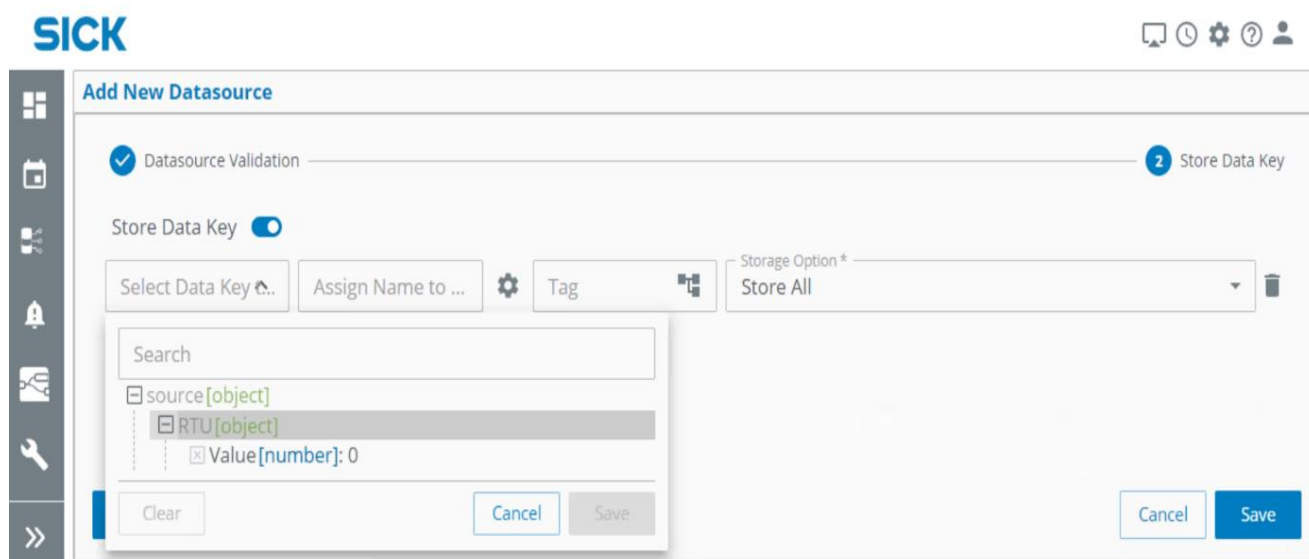 SICK
Add New Datasource
Datasource Validation
2 Store Data Key
Store Data Key
Select Data Key t... Assign Name to ... Tag Storage Option * Store All
Search
source[object]
RTU[object]
Value[number]: 0
Clear Cancel Save
Cancel Save